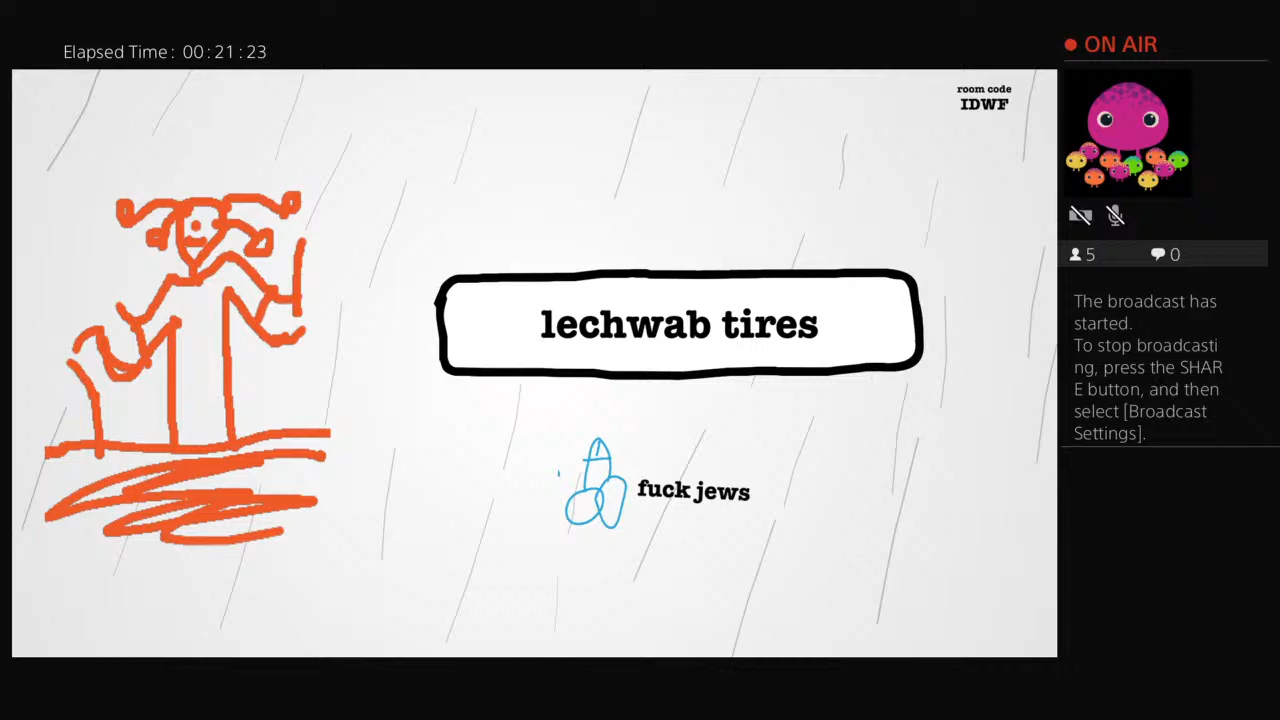 Elapsed Time: 00:21:23
ON AIR
room code
IDWF
5
0
lechwab tires
The broadcast has
started.
To stop broadcasti
ng, press the SHAR
E button, and then
select [Broadcast
Settings].
fuck jews